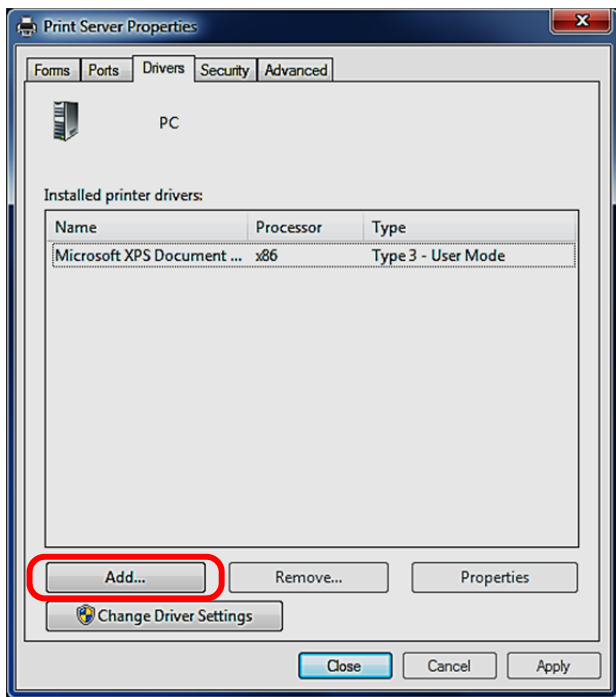 Print Server Properties
Forms Ports Drivers Security Advanced
PC
Installed printer drivers:
Name Processor Type
Microsoft XPS Document ... x86 Type 3 - User Mode
Add... Remove... Properties
Change Driver Settings
Close Cancel Apply